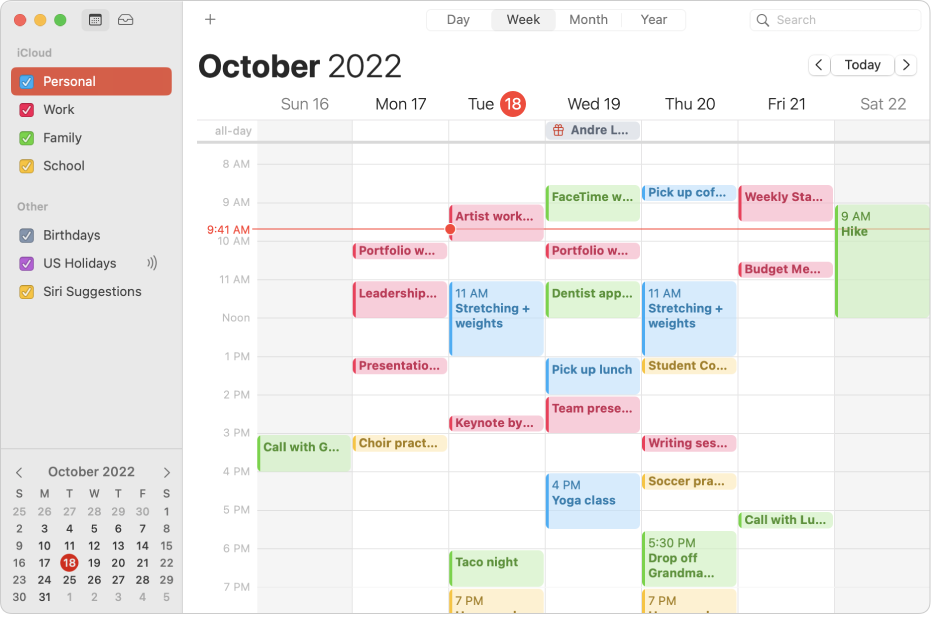 Day Week Month Year
Search
iCloud
Personal
Work
Family
School
Other
Birthdays
US Holidays
Siri Suggestions
October 2022
S M T W T F S
25 26 27 28 29 30 1
2 3 4 5 6 7 8
9 10 11 12 13 14 15
16 17 18 19 20 21 22
23 24 25 26 27 28 29
30 31 1 2 3 4 5
October 2022
Today
Sun 16 Mon 17 Tue 18 Wed 19 Thu 20 Fri 21 Sat 22
all-day
Andre L...
8 AM
9 AM
9:41 AM
10 AM
11 AM
Noon
1 PM
2 PM
3 PM
4 PM
5 PM
6 PM
7 PM
Call with G...
Portfolio w...
Leadership...
Presentatio...
Choir pract...
Artist work...
11 AM
Stretching +
weights
Keynote by...
Taco night
7 PM
FaceTime w...
Portfolio w...
Dentist app...
Pick up lunch
Team prese...
4 PM
Yoga class
Pick up cof...
11 AM
Stretching +
weights
Student Co...
Writing ses...
Soccer pra...
5:30 PM
Drop off
Grandma...
7 PM
Weekly Sta...
Budget Me...
Call with Lu...
9 AM
Hike